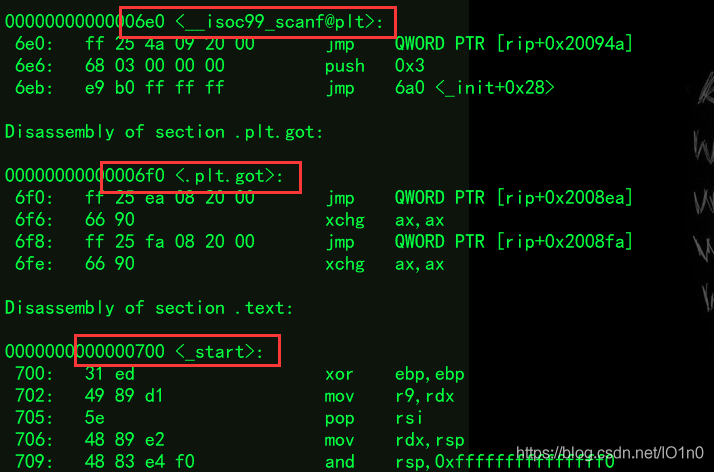 00000000000006e0 <__isoc99_scanf@plt>:
6e0: ff 25 4a 09 20 00 jmp QWORD PTR [rip+0x20094a]
6e6: 68 03 00 00 00 push 0x3
6eb: e9 b0 ff ff ff jmp 6a0 <_init+0x28>
Disassembly of section .plt.got:
00000000000006f0 <.plt.got>:
6f0: ff 25 ea 08 20 00 jmp QWORD PTR [rip+0x2008ea]
6f6: 66 90 xchg ax,ax
6f8: ff 25 fa 08 20 00 jmp QWORD PTR [rip+0x2008fa]
6fe: 66 90 xchg ax,ax
Disassembly of section .text:
0000000000000700 <_start>:
700: 31 ed xor ebp,ebp
702: 49 89 d1 mov r9,rdx
705: 5e pop rsi
706: 48 89 e2 mov rdx,rsp
709: 48 83 e4 f0 and rsp,0xfffffffffffffff0
https://blog.csdn.net/lO1n0